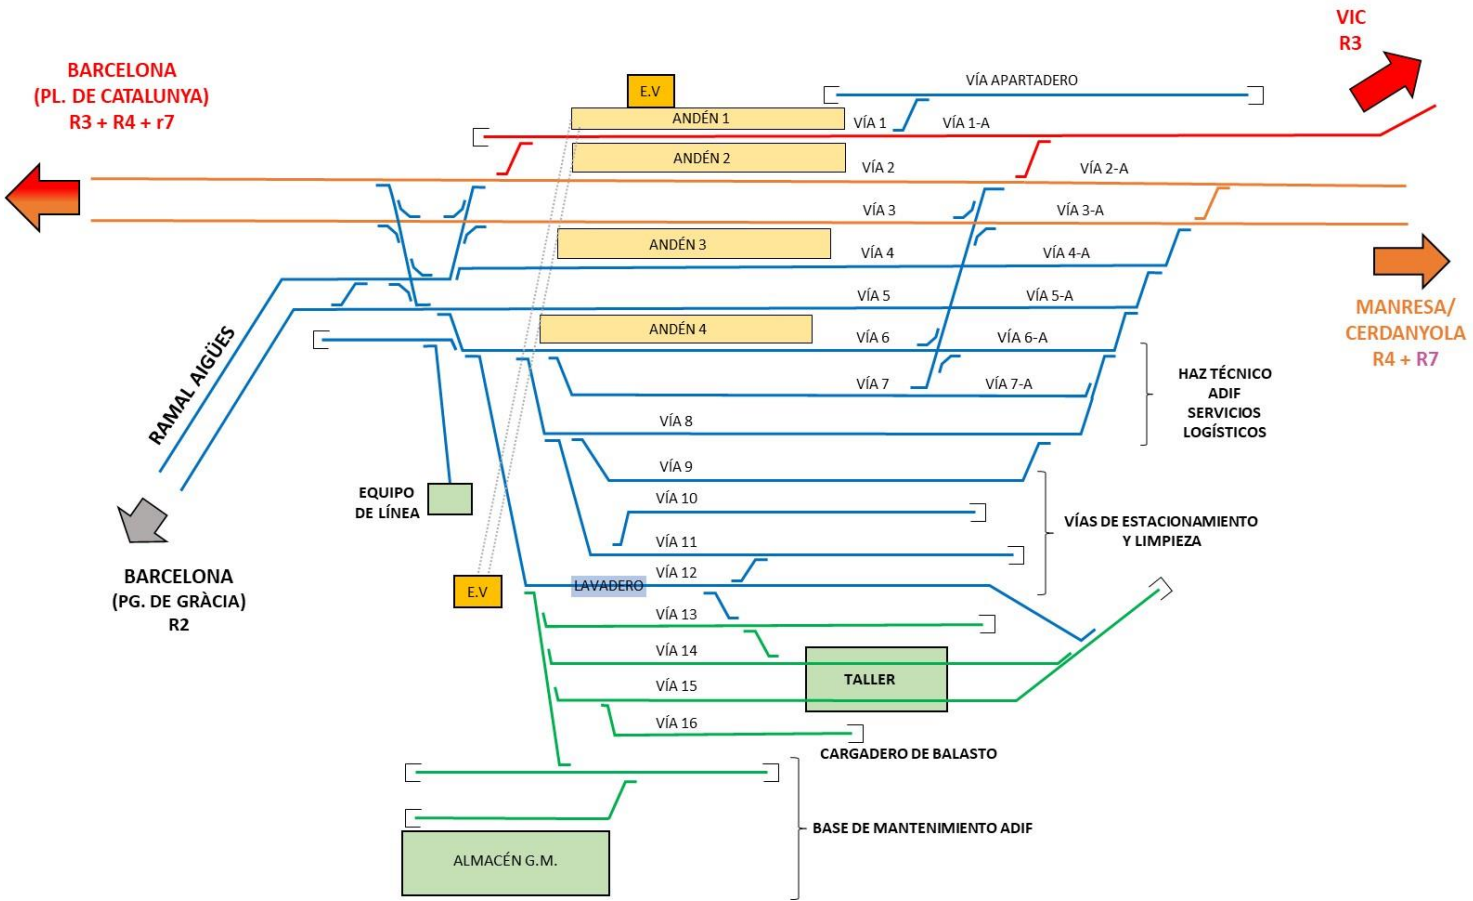 VIC
R3
BARCELONA
(PL. DE CATALUNYA)
R3 + R4 + r7
E.V
VÍA APARTADERO
ANDÉN 1
VÍA 1
VÍA 1-A
ANDÉN 2
VÍA 2
VÍA 2-A
VÍA 3
VÍA 3-A
ANDÉN 3
VÍA 4
VÍA 4-A
VÍA 5
VÍA 5-A
ANDÉN 4
VÍA 6
VÍA 6-A
MANRESA/
CERDANYOLA
R4 + R7
RAMAL AIGÜES
VÍA 7
VÍA 7-A
HAZ TÉCNICO
ADIF
SERVICIOS
LOGÍSTICOS
VÍA 8
VÍA 9
EQUIPO
DE LÍNEA
VÍA 10
VÍA 11
VÍAS DE ESTACIONAMIENTO
Y LIMPIEZA
BARCELONA
(PG. DE GRÀCIA)
R2
E.V
VÍA 12
LAVADERO
VÍA 13
VÍA 14
TALLER
VÍA 15
VÍA 16
CARGADERO DE BALASTO
BASE DE MANTENIMIENTO ADIF
ALMACÉN G.M.